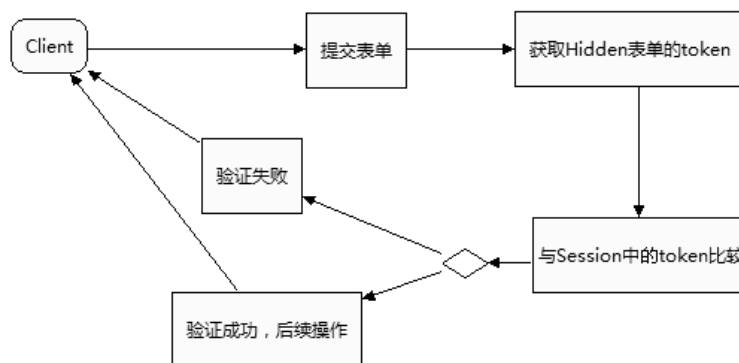 Client
提交表单
获取Hidden表单的token
验证失败
与Session中的token比较
验证成功，后续操作